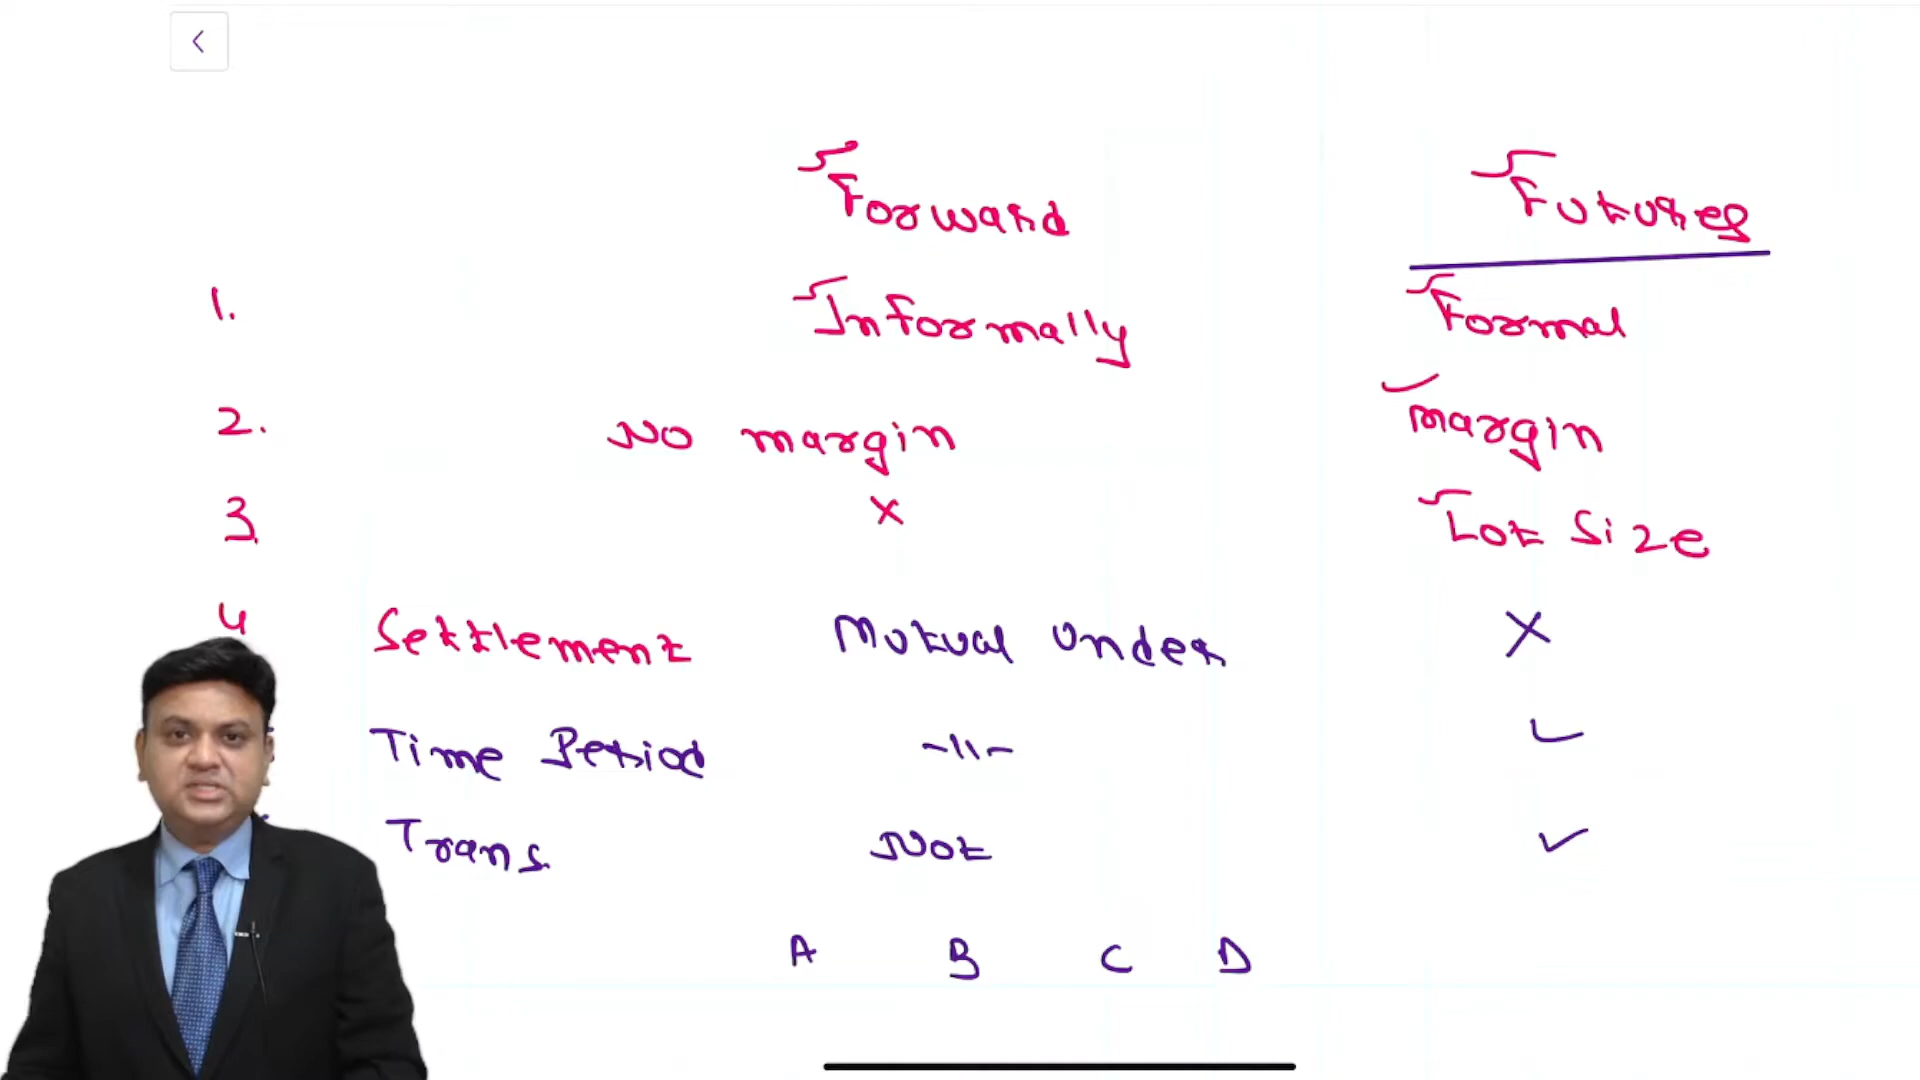 Forward Futures
1. Informally Formal
2. No margin margin
3 X Lot Size
4 Settlement Mutual Under X
Time Period -11- ✓
Trans Not ✓
A B C D